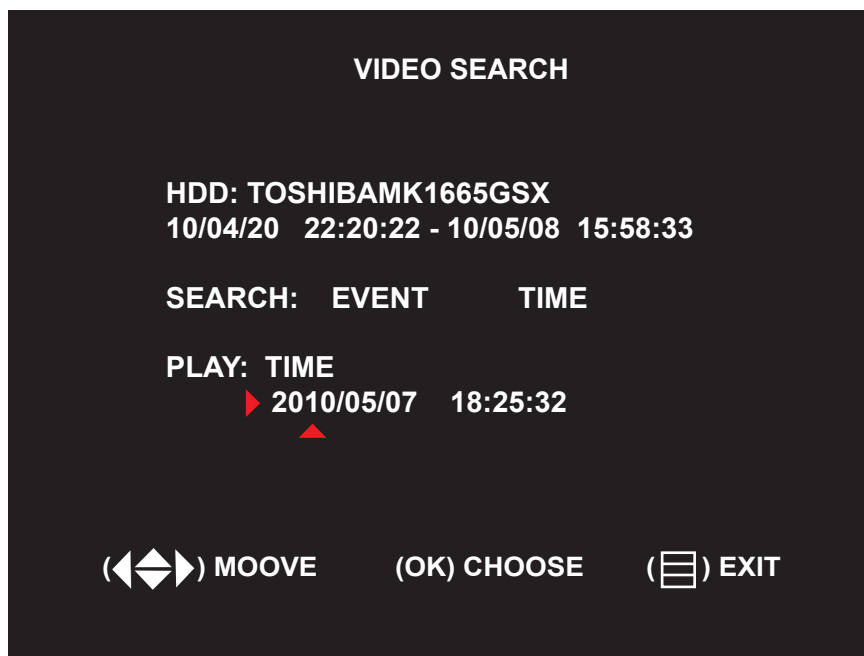 VIDEO SEARCH
HDD: TOSHIBAMK1665GSX
10/04/20 22:20:22 - 10/05/08 15:58:33
SEARCH: EVENT TIME
PLAY: TIME
2010/05/07 18:25:32
() MOOVE (OK) CHOOSE () EXIT